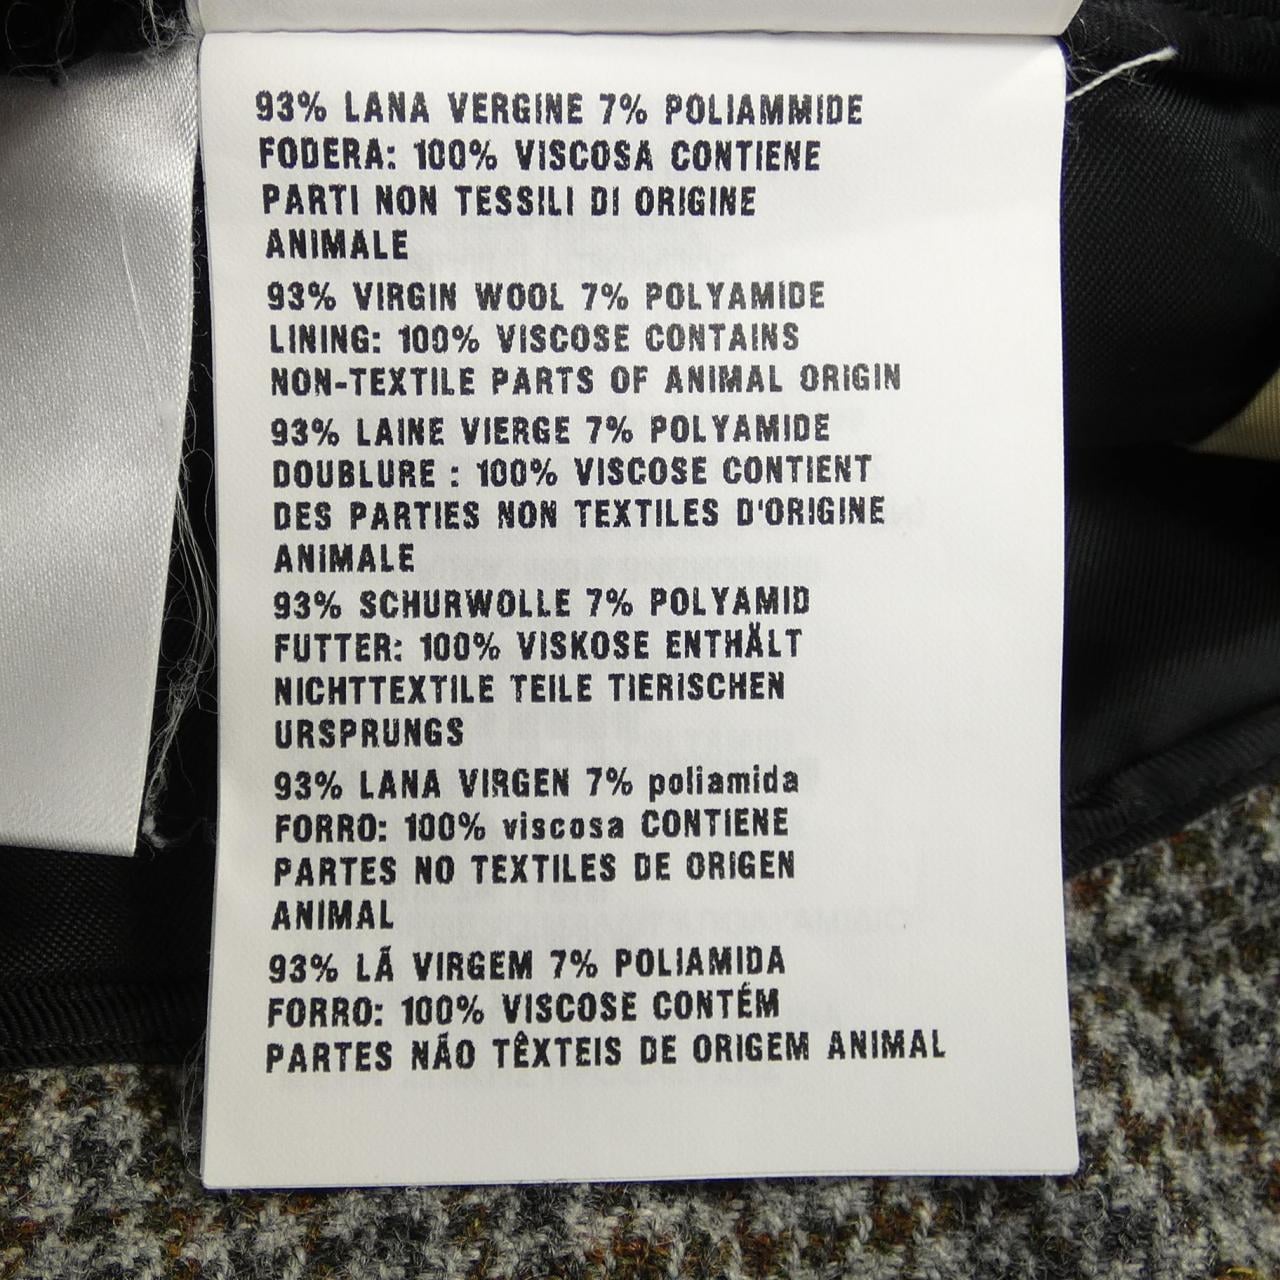 93% LANA VERGINE 7% POLIAMMIDE
FODERA: 100% VISCOSA CONTIENE
PARTI NON TESSILI DI ORIGINE
ANIMALE
93% VIRGIN WOOL 7% POLYAMIDE
LINING: 100% VISCOSE CONTAINS
NON-TEXTILE PARTS OF ANIMAL ORIGIN
93% LAINE VIERGE 7% POLYAMIDE
DOUBLURE : 100% VISCOSE CONTIENT
DES PARTIES NON TEXTILES D'ORIGINE
ANIMALE
93% SCHURWOLLE 7% POLYAMID
FUTTER: 100% VISKOSE ENTHÄLT
NICHTTEXTILE TEILE TIERISCHEN
URSPRUNGS
93% LANA VIRGEN 7% poliamida
FORRO: 100% viscosa CONTIENE
PARTES NO TEXTILES DE ORIGEN
ANIMAL
93% LÃ VIRGEM 7% POLIAMIDA
FORRO: 100% VISCOSE CONTÉM
PARTES NÃO TÊXTEIS DE ORIGEM ANIMAL